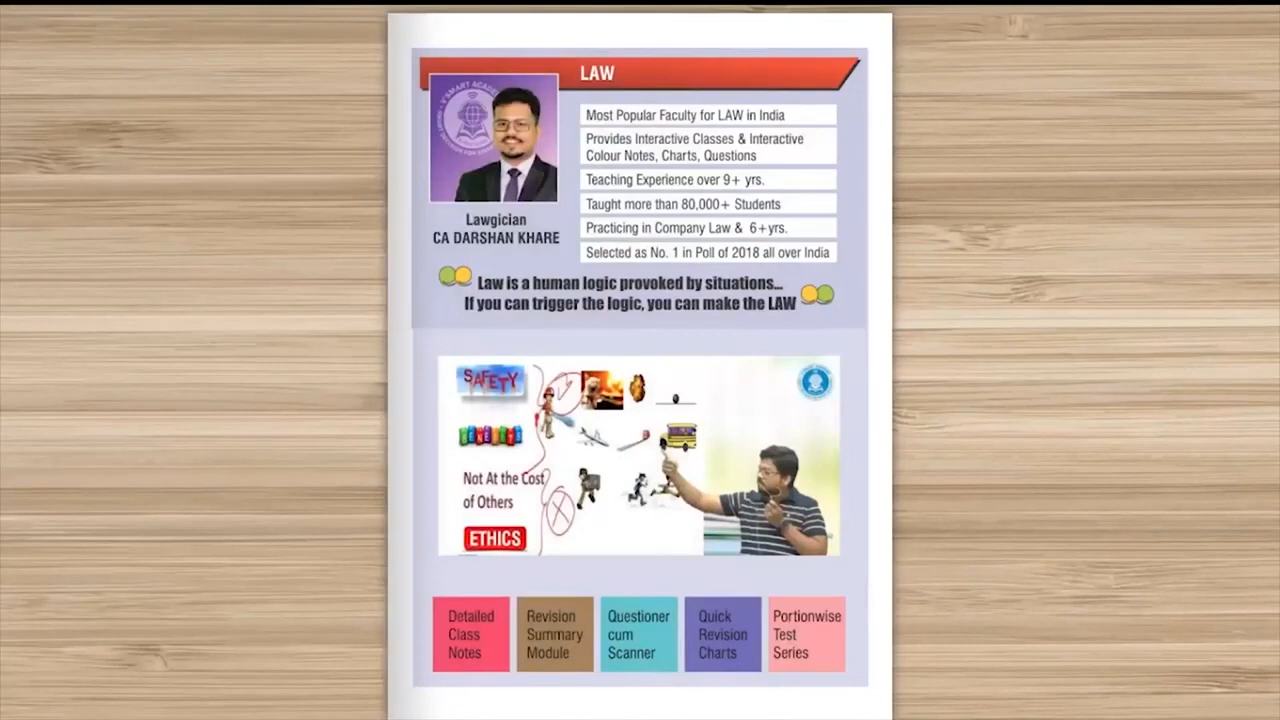 LAW
Most Popular Faculty for LAW in India
Provides Interactive Classes & Interactive
Colour Notes, Charts, Questions
Teaching Experience over 9+ yrs.
Taught more than 80,000+ Students
Practicing in Company Law & 6+yrs.
Selected as No. 1 in Poll of 2018 all over India
Lawgician
CA DARSHAN KHARE
Law is a human logic provoked by situations...
If you can trigger the logic, you can make the LAW
SAFETY
BENEFITS
Not At the Cost
of Others
ETHICS
Detailed
Class
Notes
Revision
Summary
Module
Questioner
cum
Scanner
Quick
Revision
Charts
Portionwise
Test
Series